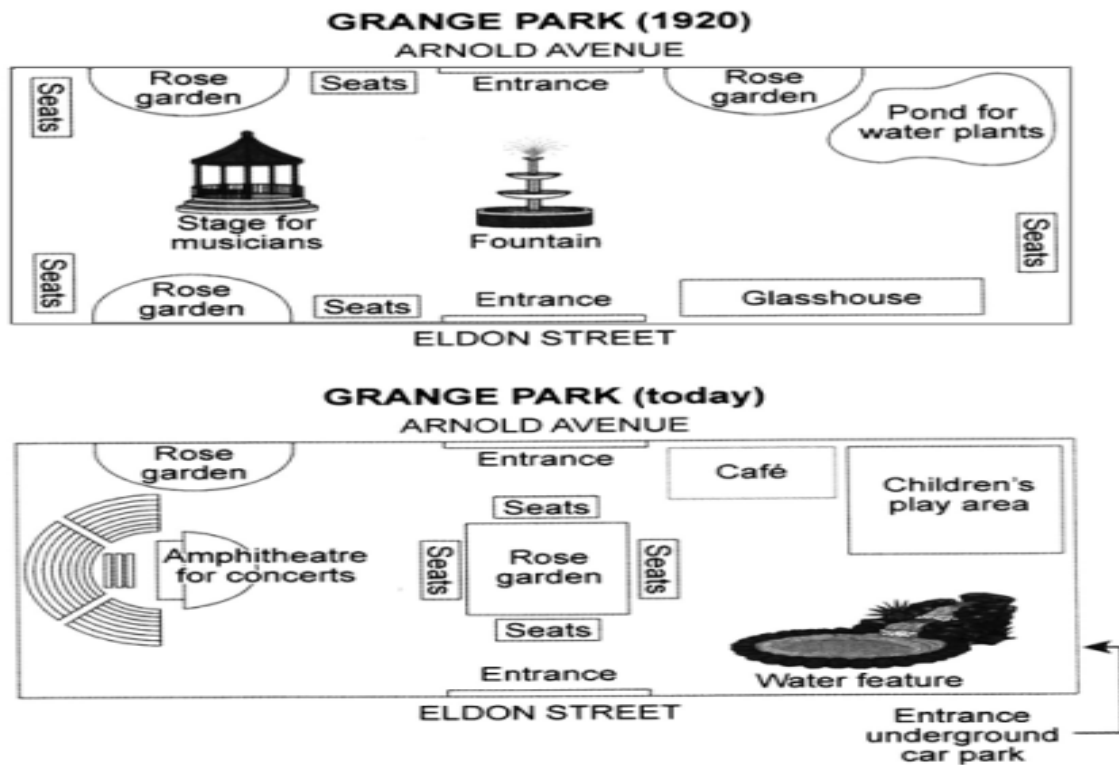 GRANGE PARK (1920)
ARNOLD AVENUE
Rose
garden
Seats
Entrance
Rose
garden
Seats
Pond for
water plants
Stage for
musicians
Fountain
Seats
Seats
Rose
garden
Seats
Entrance
Glasshouse
ELDON STREET
GRANGE PARK (today)
ARNOLD AVENUE
Rose
garden
Entrance
Café
Children's
play area
Seats
Amphitheatre
for concerts
Seats
Rose
garden
Seats
Seats
Entrance
Water feature
ELDON STREET
Entrance
underground
car park